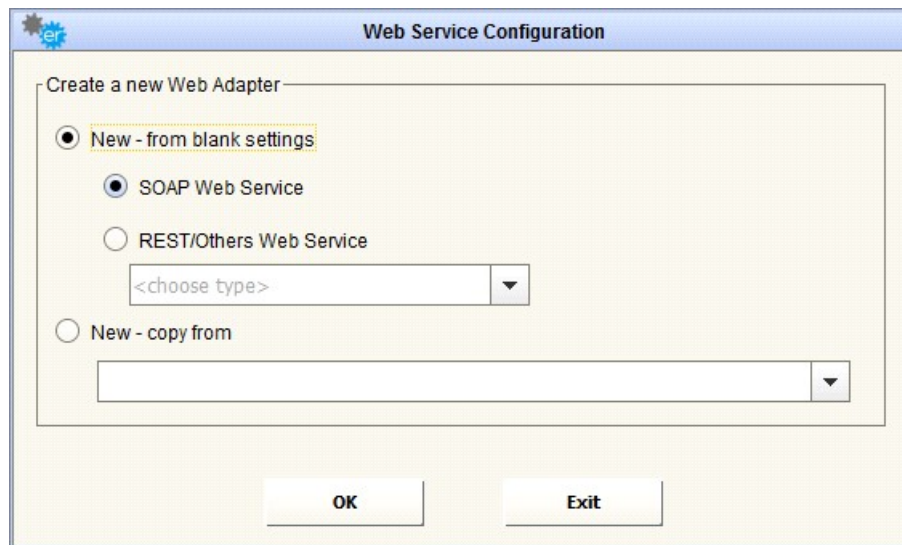 er
Web Service Configuration
Create a new Web Adapter
New - from blank settings
SOAP Web Service
REST/Others Web Service
<choose type>
New - copy from
OK Exit